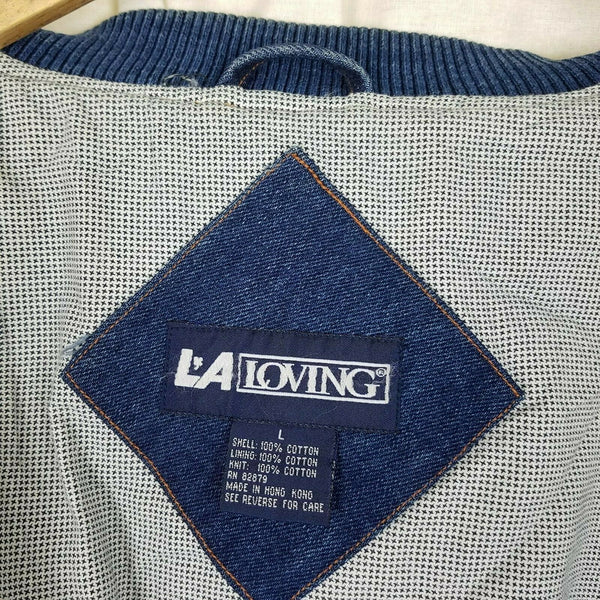 L'A LOVING®
L
SHELL: 100% COTTON
LINING: 100% COTTON
KNIT: 100% COTTON
RN 82879
MADE IN HONG KONG
SEE REVERSE FOR CARE